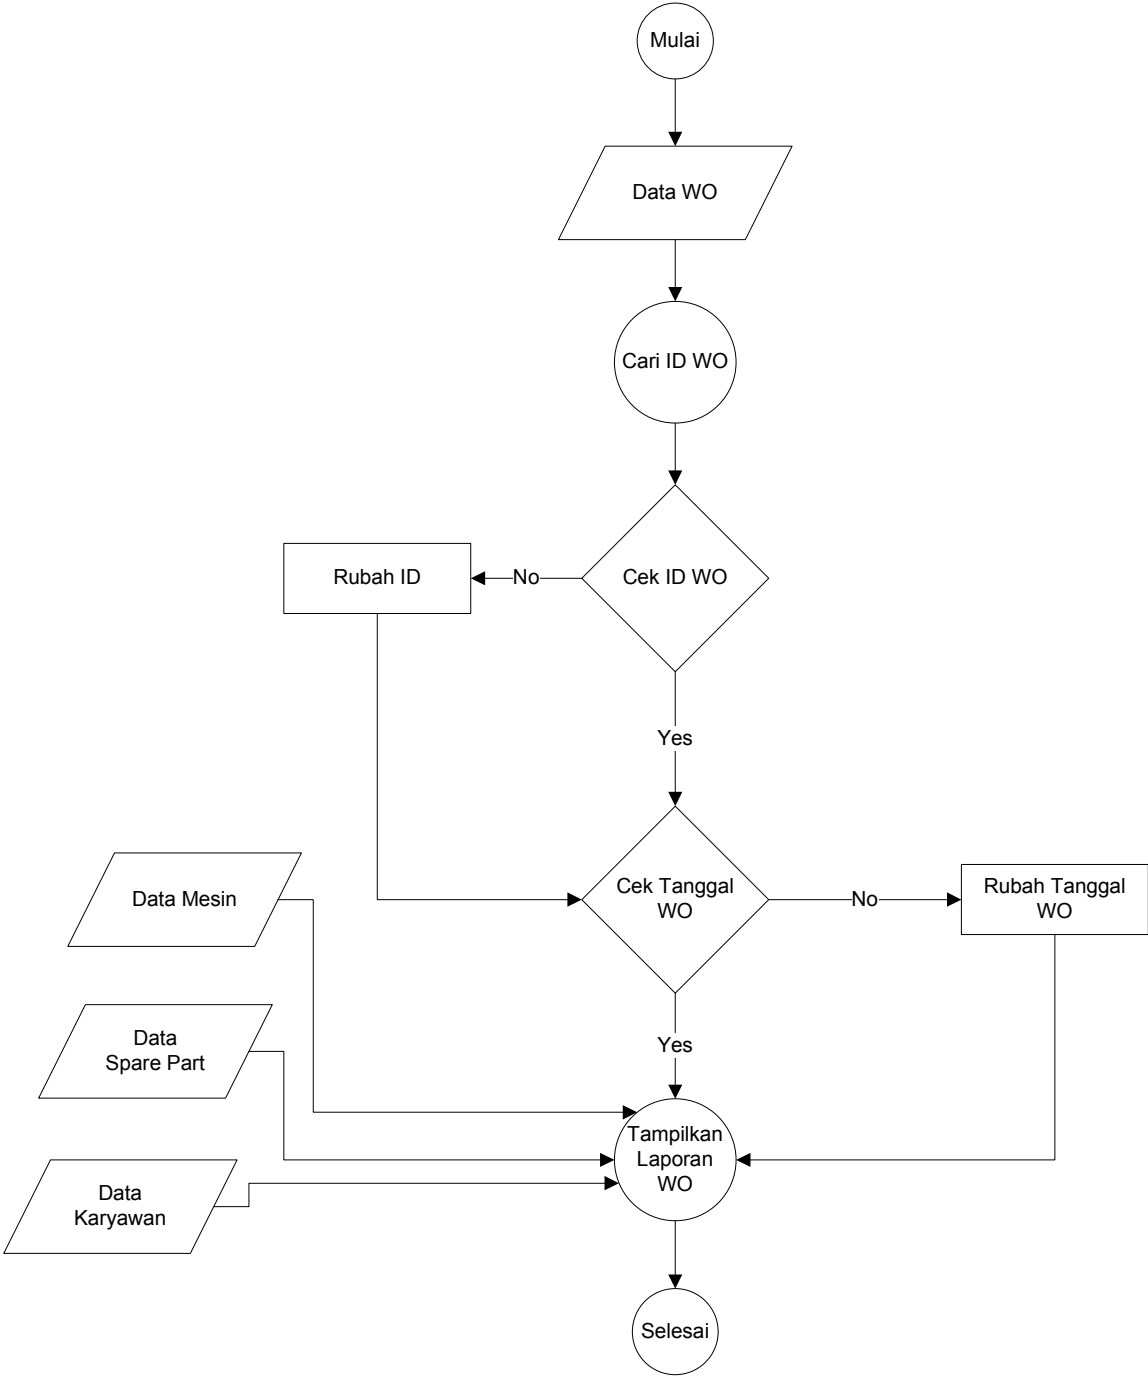 Mulai
Data WO
Cari ID WO
Rubah ID
No
Cek ID WO
Yes
Data Mesin
Cek Tanggal
WO
No
Rubah Tanggal
WO
Data
Spare Part
Yes
Tampilkan
Laporan
WO
Data
Karyawan
Selesai